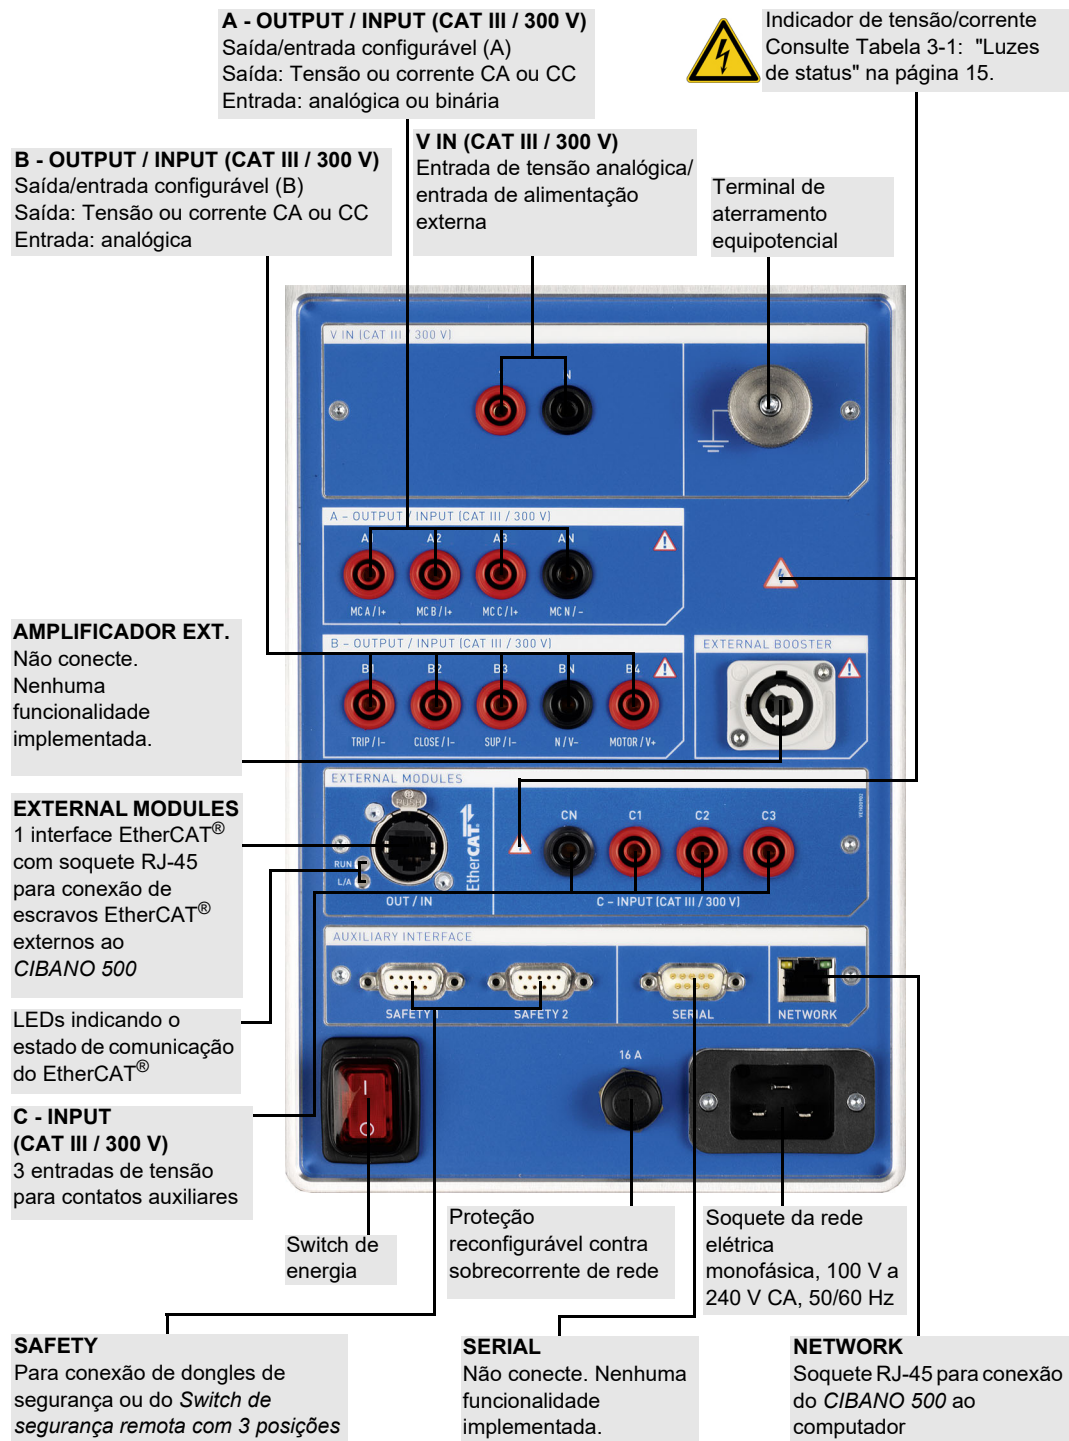 A - OUTPUT / INPUT (CAT III / 300 V)
Saída/entrada configurável (A)
Saída: Tensão ou corrente CA ou CC
Entrada: analógica ou binária
Indicador de tensão/corrente
Consulte Tabela 3-1: "Luzes
de status" na página 15.
B - OUTPUT / INPUT (CAT III / 300 V)
Saída/entrada configurável (B)
Saída: Tensão ou corrente CA ou CC
Entrada: analógica
V IN (CAT III / 300 V)
Entrada de tensão analógica/
entrada de alimentação
externa
Terminal de
aterramento
equipotencial
V IN (CAT III / 300 V)
N
A – OUTPUT / INPUT (CAT III / 300 V)
A1 A2 A3 AN
MC A / I+ MC B / I+ MC C / I+ MC N / –
B – OUTPUT / INPUT (CAT III / 300 V)
B1 B2 B3 BN B4
TRIP / I– CLOSE / I– SUP / I– N / V– MOTOR / V+
EXTERNAL BOOSTER
AMPLIFICADOR EXT.
Não conecte.
Nenhuma
funcionalidade
implementada.
EXTERNAL MODULES
PUSH
RUN
L/A
OUT / IN
EtherCAT
CN C1 C2 C3
C – INPUT (CAT III / 300 V)
EXTERNAL MODULES
1 interface EtherCAT®
com soquete RJ-45
para conexão de
escravos EtherCAT®
externos ao
CIBANO 500
AUXILIARY INTERFACE
SAFETY 1 SAFETY 2 SERIAL NETWORK
LEDs indicando o
estado de comunicação
do EtherCAT®
16 A
I
O
C - INPUT
(CAT III / 300 V)
3 entradas de tensão
para contatos auxiliares
Switch de
energia
Proteção
reconfigurável contra
sobrecorrente de rede
Soquete da rede
elétrica
monofásica, 100 V a
240 V CA, 50/60 Hz
SAFETY
Para conexão de dongles de
segurança ou do Switch de
segurança remota com 3 posições
SERIAL
Não conecte. Nenhuma
funcionalidade
implementada.
NETWORK
Soquete RJ-45 para conexão
do CIBANO 500 ao
computador